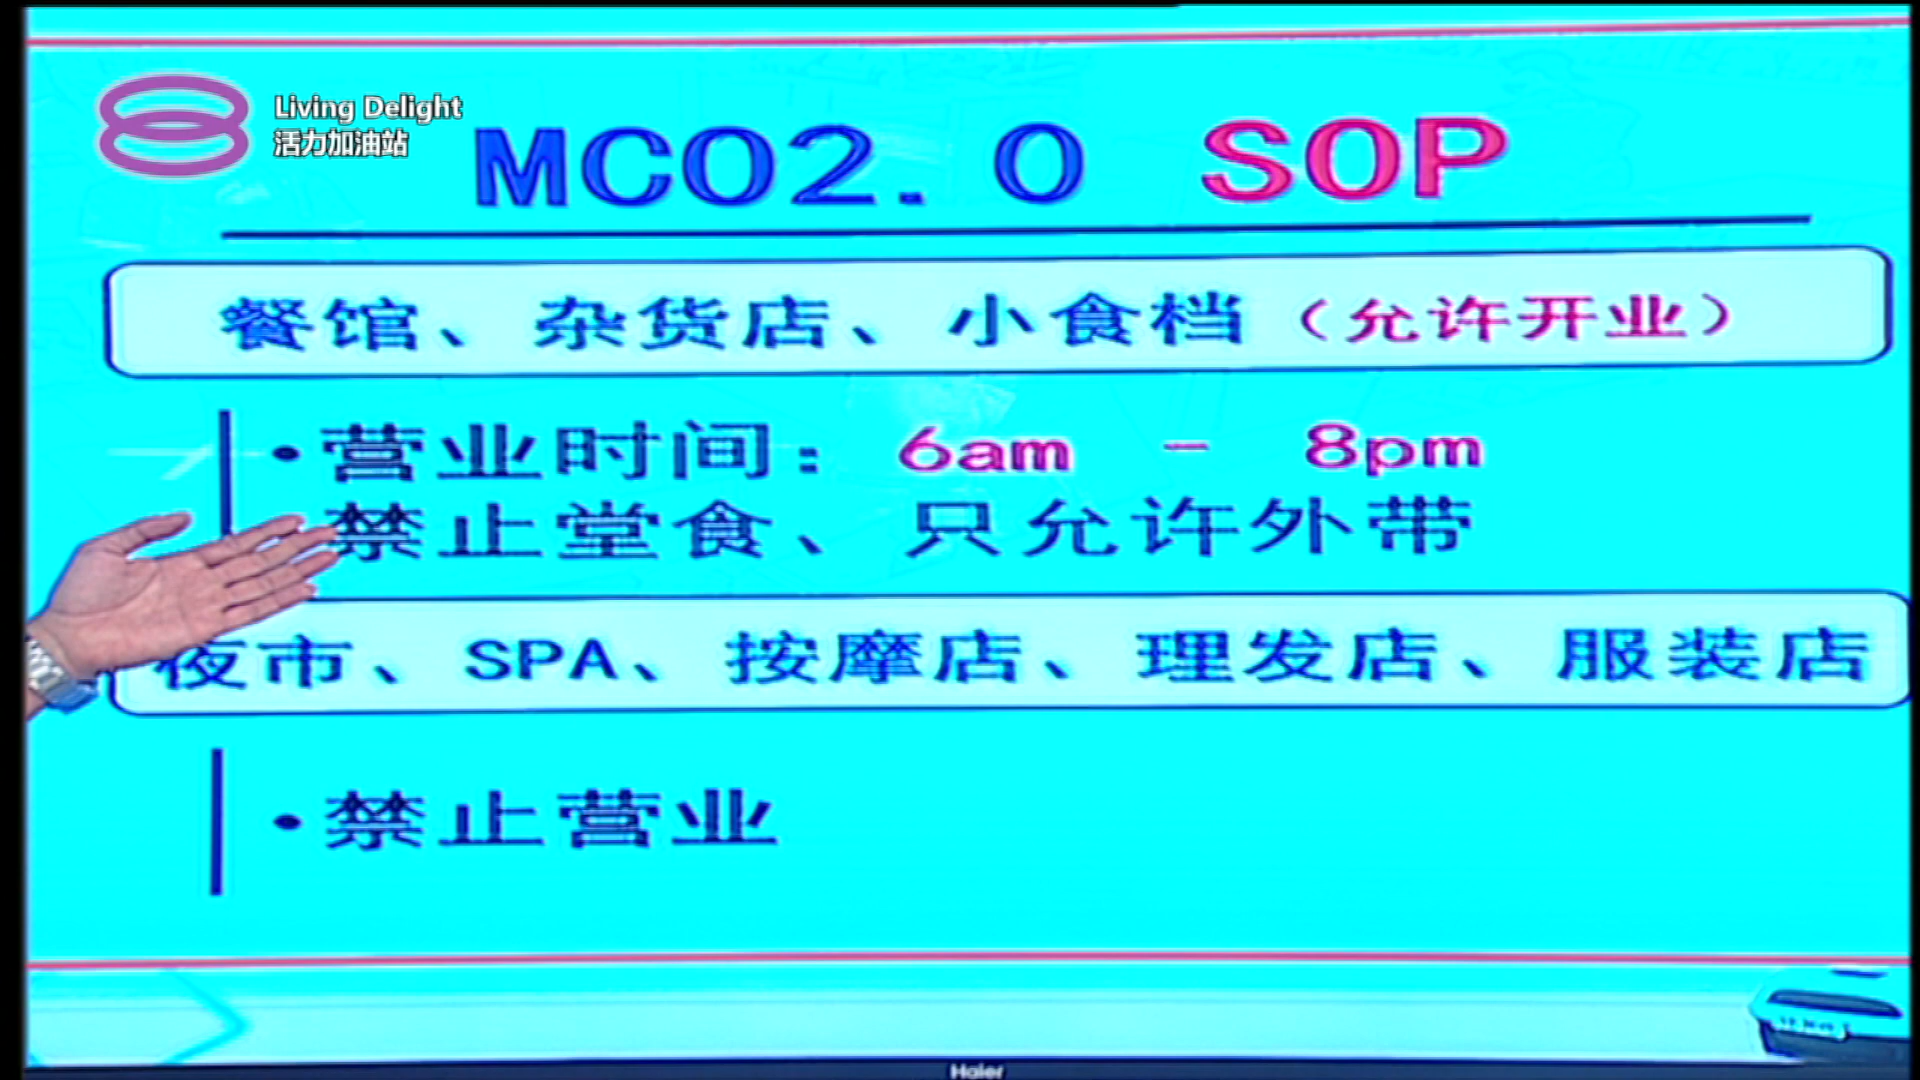 Living Delight
活力加油站
MCO2.0 SOP
餐馆、杂货店、小食档（允许开业）
•营业时间：6am - 8pm
禁止堂食、只允许外带
夜市、SPA、按摩店、理发店、服装店
•禁止营业
Haier